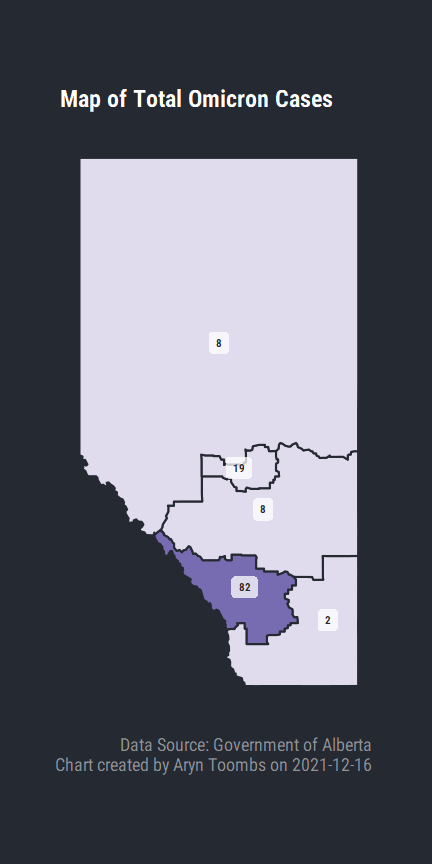 Map of Total Omicron Cases
8
19
8
82
2
Data Source: Government of Alberta
Chart created by Aryn Toombs on 2021-12-16